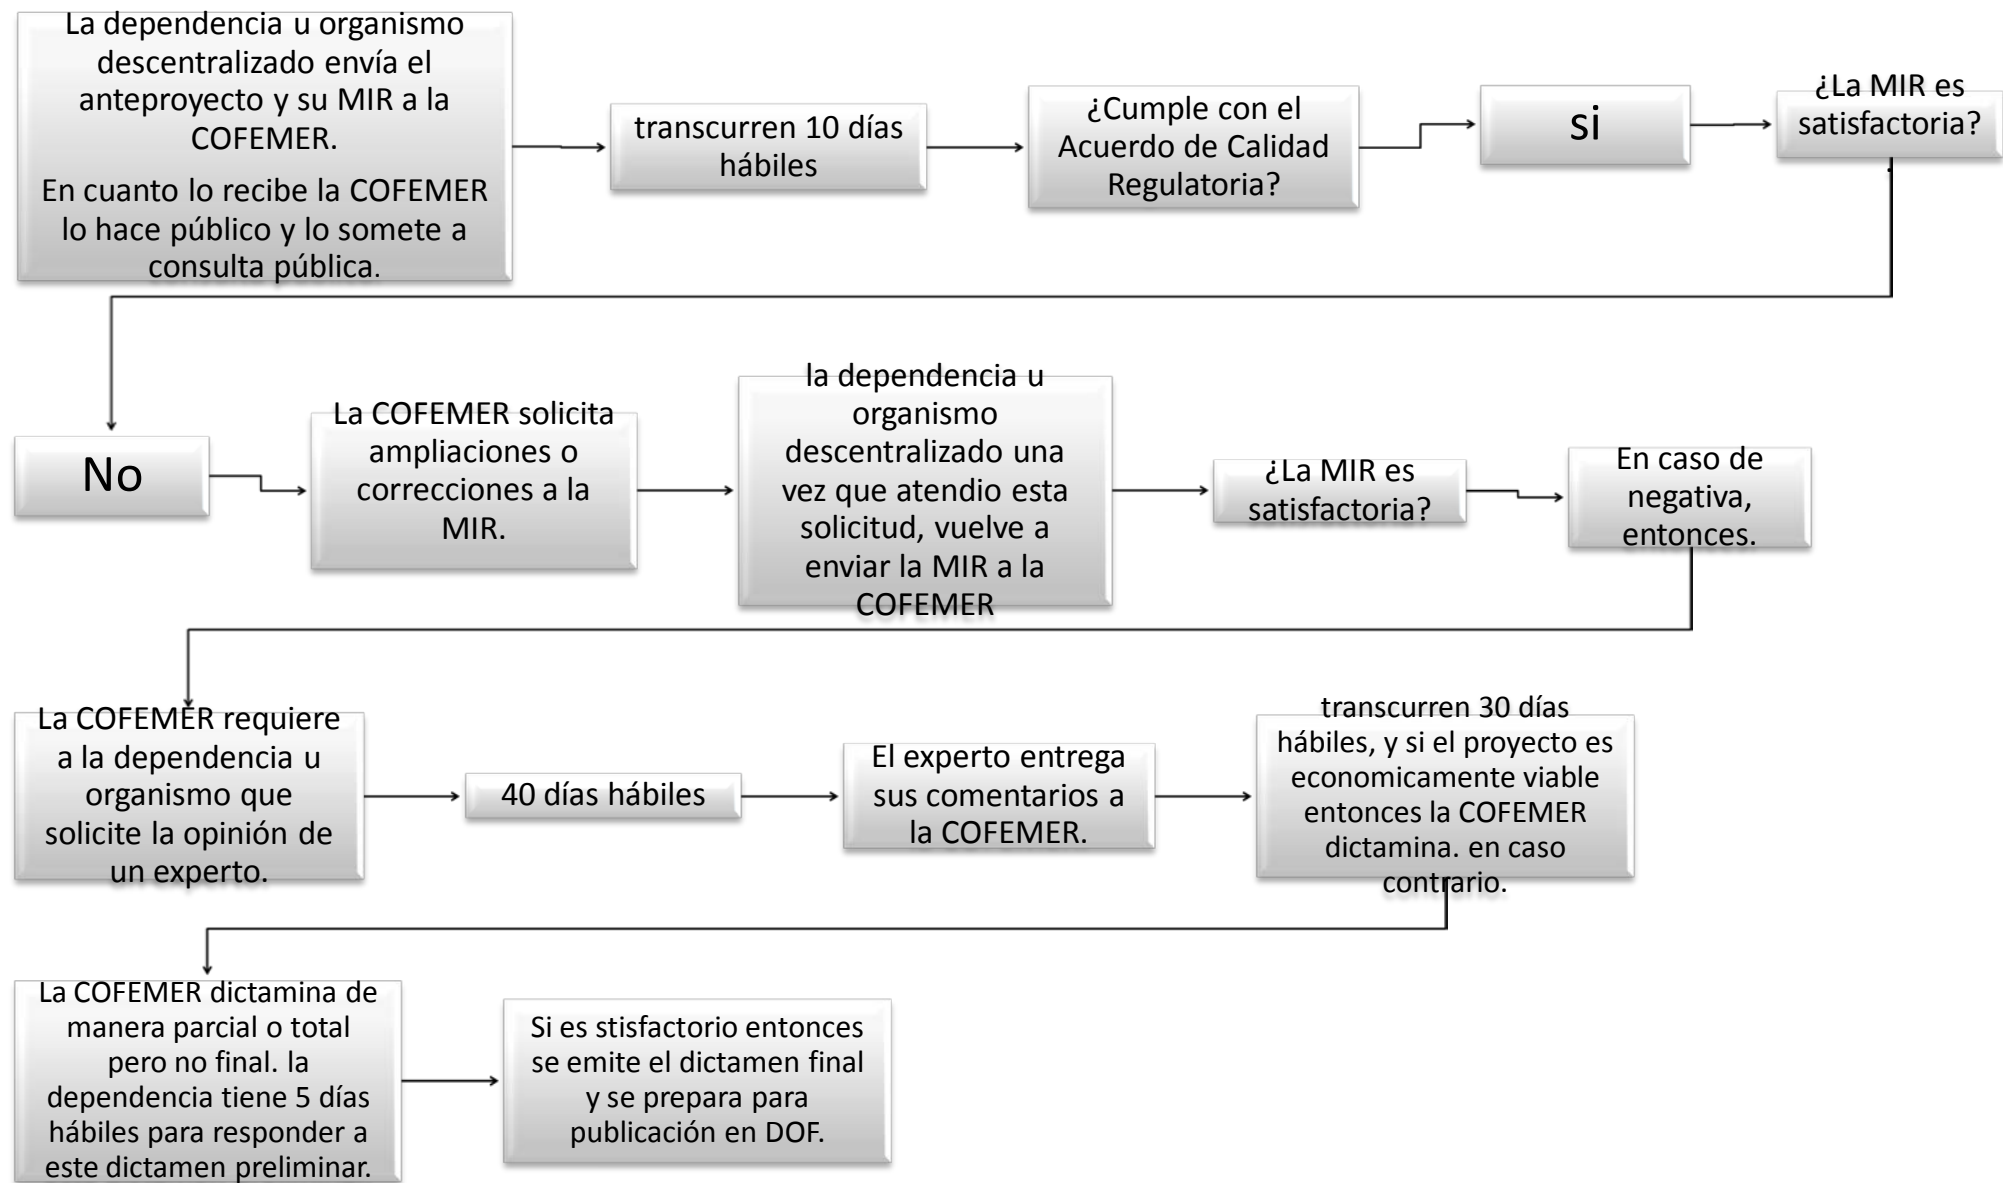 La dependencia u organismo
descentralizado envía el
anteproyecto y su MIR a la
COFEMER.
En cuanto lo recibe la COFEMER
lo hace público y lo somete a
consulta pública.
transcurren 10 días
hábiles
¿Cumple con el
Acuerdo de Calidad
Regulatoria?
si
¿La MIR es
satisfactoria?
.
No
La COFEMER solicita
ampliaciones o
correcciones a la
MIR.
la dependencia u
organismo
descentralizado una
vez que atendio esta
solicitud, vuelve a
enviar la MIR a la
COFEMER
¿La MIR es
satisfactoria?
En caso de
negativa,
entonces.
La COFEMER requiere
a la dependencia u
organismo que
solicite la opinión de
un experto.
40 días hábiles
El experto entrega
sus comentarios a
la COFEMER.
transcurren 30 días
hábiles, y si el proyecto es
economicamente viable
entonces la COFEMER
dictamina. en caso
contrario.
La COFEMER dictamina de
manera parcial o total
pero no final. la
dependencia tiene 5 días
hábiles para responder a
este dictamen preliminar.
Si es stisfactorio entonces
se emite el dictamen final
y se prepara para
publicación en DOF.